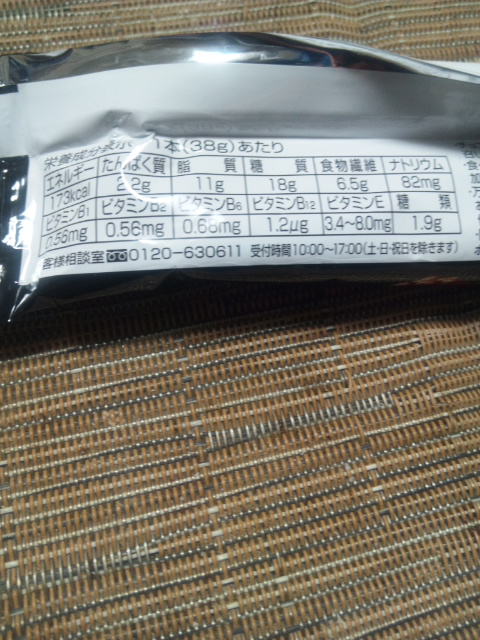 栄養成分表示 1本(38g)あたり
エネルギー たんぱく質 脂質 糖質 食物繊維 ナトリウム
173kcal 2.2g 11g 18g 6.5g 82mg
ビタミンB1 ビタミンB2 ビタミンB6 ビタミンB12 ビタミンE 糖類
0.56mg 0.56mg 0.68mg 1.2μg 3.4~8.0mg 1.9g
客様相談室 0120-630611 受付時間10:00~17:00(土・日・祝日を除きます)